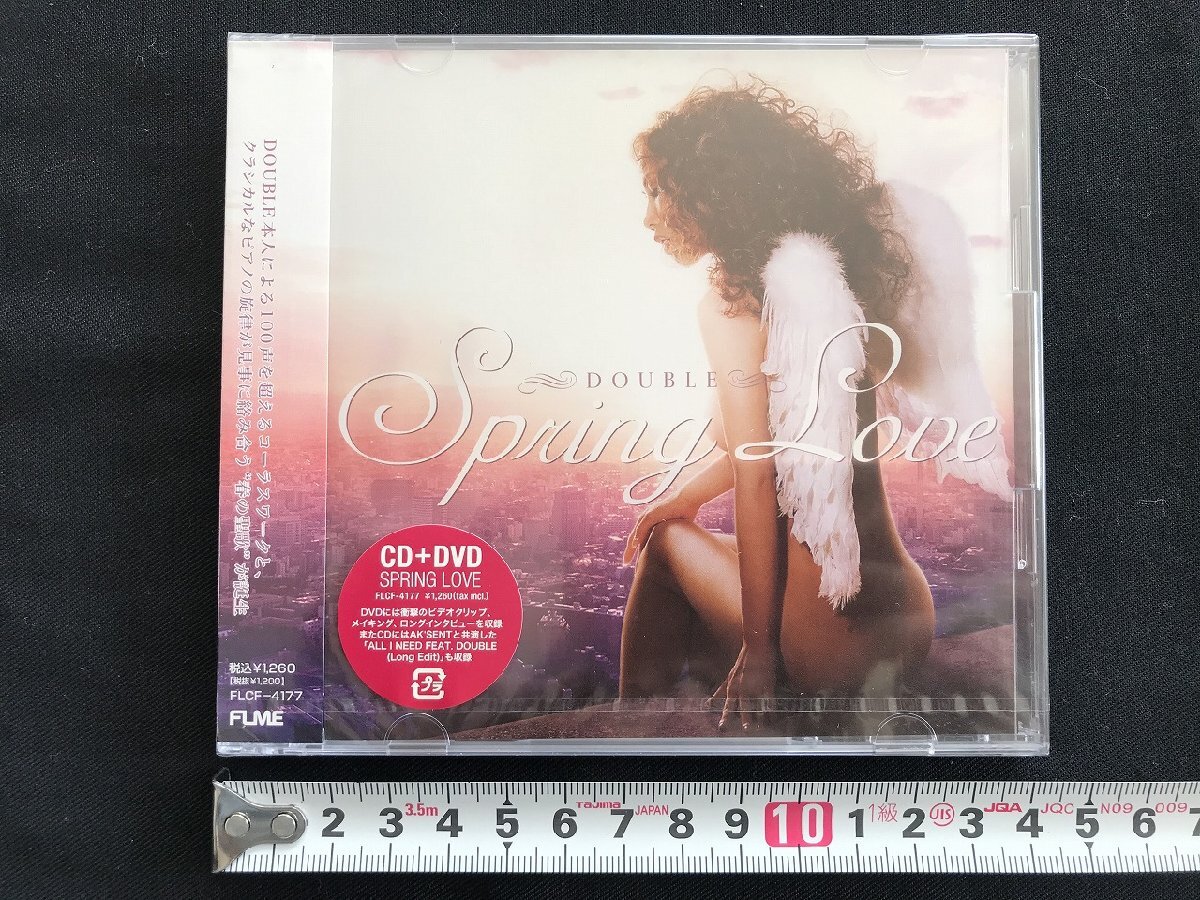 DOUBLE本人による100声を超えるコーラスワークと、
クラシカルなピアノの旋律が見事に絡み合う"春の聖歌"が誕生
税込¥1,260
[税抜¥1,200]
FLCF-4177
FLME
DOUBLE
Spring Love
CD+DVD
SPRING LOVE
FLCF-4177 ¥1,260(tax incl.)
DVDには衝撃のビデオクリップ、
メイキング、ロングインタビューを収録
またCDにはAK'SENTと共演した
「ALL I NEED FEAT. DOUBLE
(Long Edit)」も収録
プラ
2 3 3.5m 4 5 6 Tajima 7 JAPAN 8 9 10 1 1級 2 JIS 3 JQA 4 JQC 5 N09 6 009 7